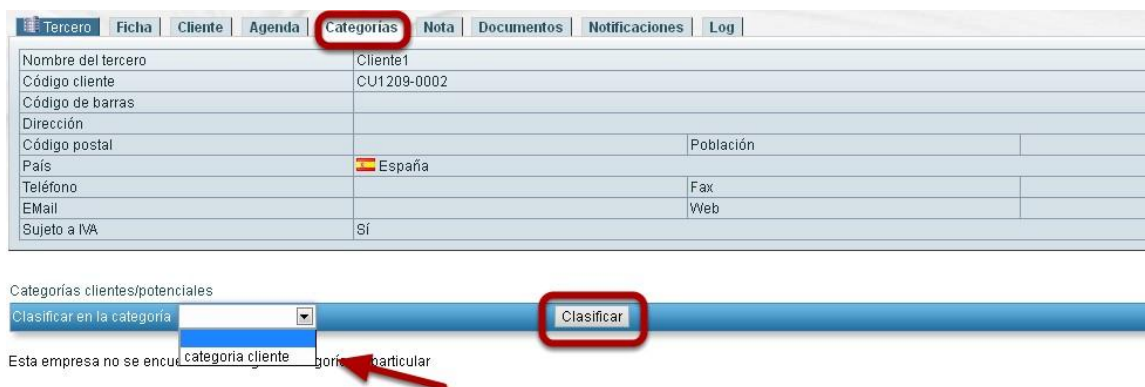 Tercero Ficha Cliente Agenda Categorías Nota Documentos Notificaciones Log
Nombre del tercero Cliente1
Código cliente CU1209-0002
Código de barras
Dirección
Código postal Población
País España
Teléfono Fax
EMail Web
Sujeto a IVA Sí
Categorías clientes/potenciales
Clasificar en la categoría Clasificar
categoria cliente
Esta empresa no se particular